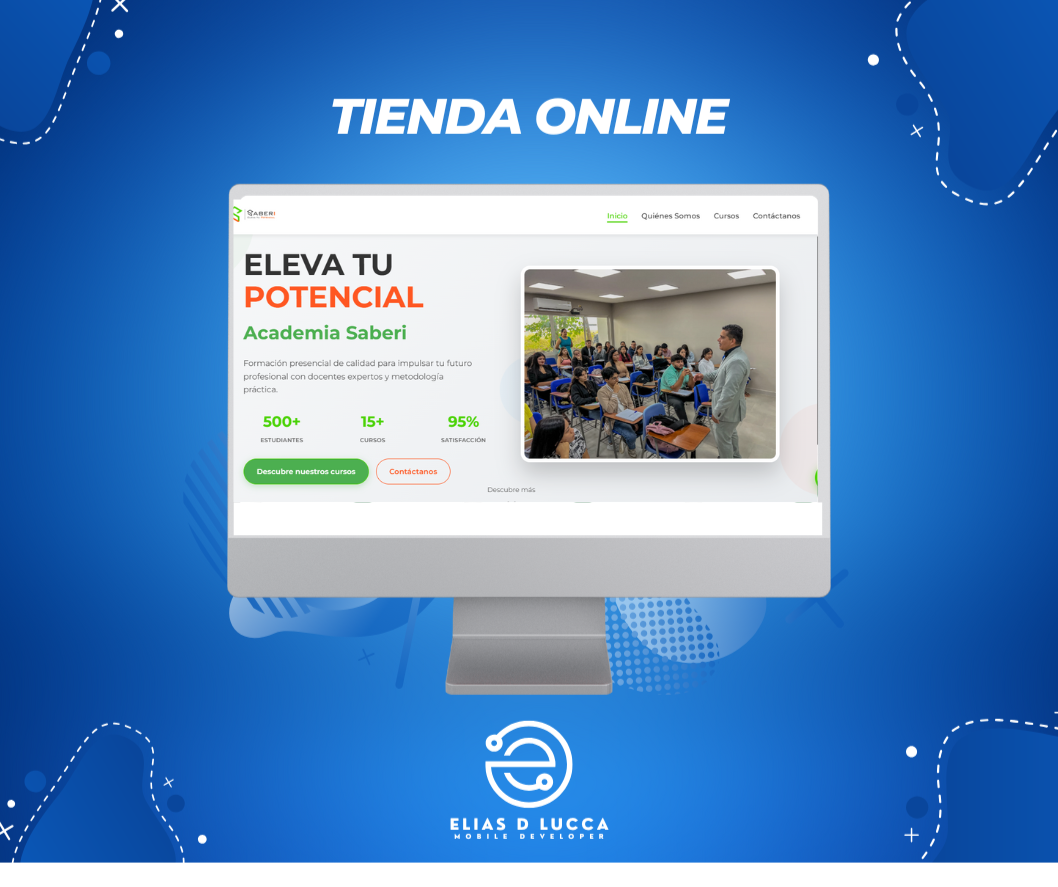 TIENDA ONLINE
SABERI
Inicio Quiénes Somos Cursos Contáctanos
ELEVA TU
POTENCIAL
Academia Saberi
Formación presencial de calidad para impulsar tu futuro
profesional con docentes expertos y metodología
práctica.
500+ 15+ 95%
ESTUDIANTES CURSOS SATISFACCIÓN
Descubre nuestros cursos Contáctanos
Descubre más
ELIAS D LUCCA
MOBILE DEVELOPER